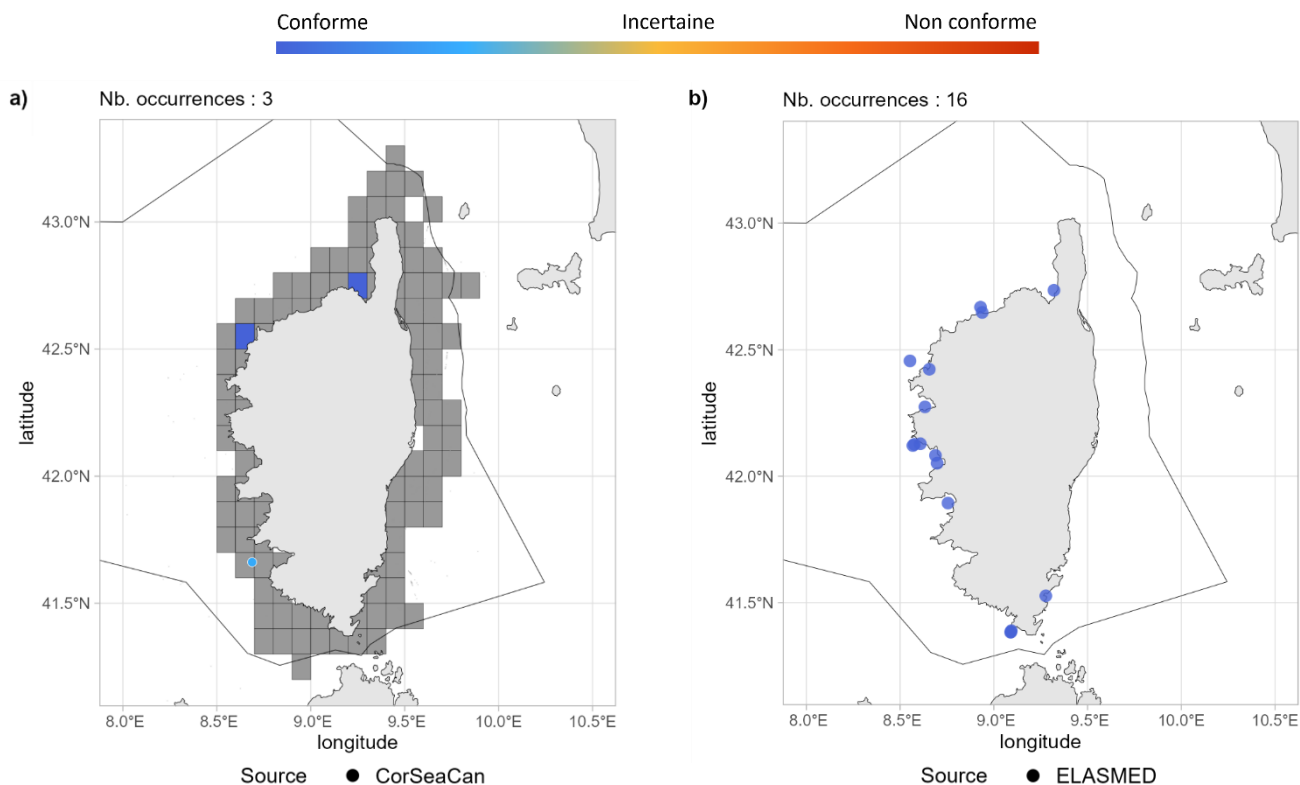 Conforme Incertaine Non conforme
a) Nb. occurrences : 3
43.0°N
42.5°N
42.0°N
41.5°N
latitude
8.0°E 8.5°E 9.0°E 9.5°E 10.0°E 10.5°E
longitude
Source CorSeaCan
b) Nb. occurrences : 16
43.0°N
42.5°N
42.0°N
41.5°N
latitude
8.0°E 8.5°E 9.0°E 9.5°E 10.0°E 10.5°E
longitude
Source ELASMED